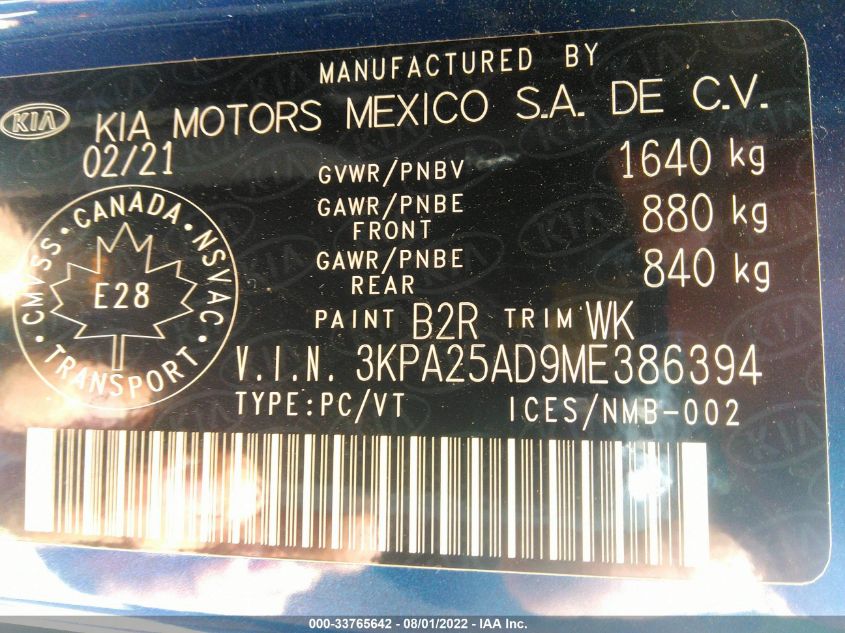 MANUFACTURED BY
KIA KIA MOTORS MEXICO S.A. DE C.V.
02/21
GVWR/PNBV 1640 kg
GAWR/PNBE 880 kg
FRONT
GAWR/PNBE 840 kg
REAR
CMVSS • CANADA • NSVAC
E28
TRANSPORT
PAINT B2R TRIM WK
V.I.N. 3KPA25AD9ME386394
TYPE:PC/VT ICES/NMB-002
000-33765642 - 08/01/2022 - IAA Inc.